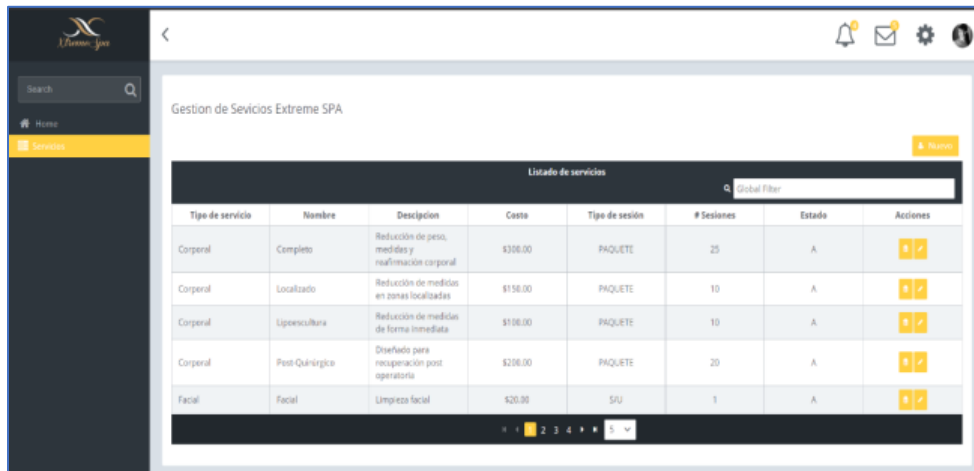 Xtreme Spa
Search
Home
Servicios
Gestion de Sevicios Extreme SPA
Nuevo
Listado de servicios
Global Filter
Tipo de servicio Nombre Descipcion Costo Tipo de sesión # Sesiones Estado Acciones
Corporal Completo Reducción de peso, medidas y reafirmación corporal $300.00 PAQUETE 25 A
Corporal Localizado Reducción de medidas en zonas localizadas $150.00 PAQUETE 10 A
Corporal Lipoescultura Reducción de medidas de forma inmediata $100.00 PAQUETE 10 A
Corporal Post-Quirúrgico Diseñado para recuperación post operatoria $200.00 PAQUETE 20 A
Facial Facial Limpieza facial $20.00 S/U 1 A
1 2 3 4 5